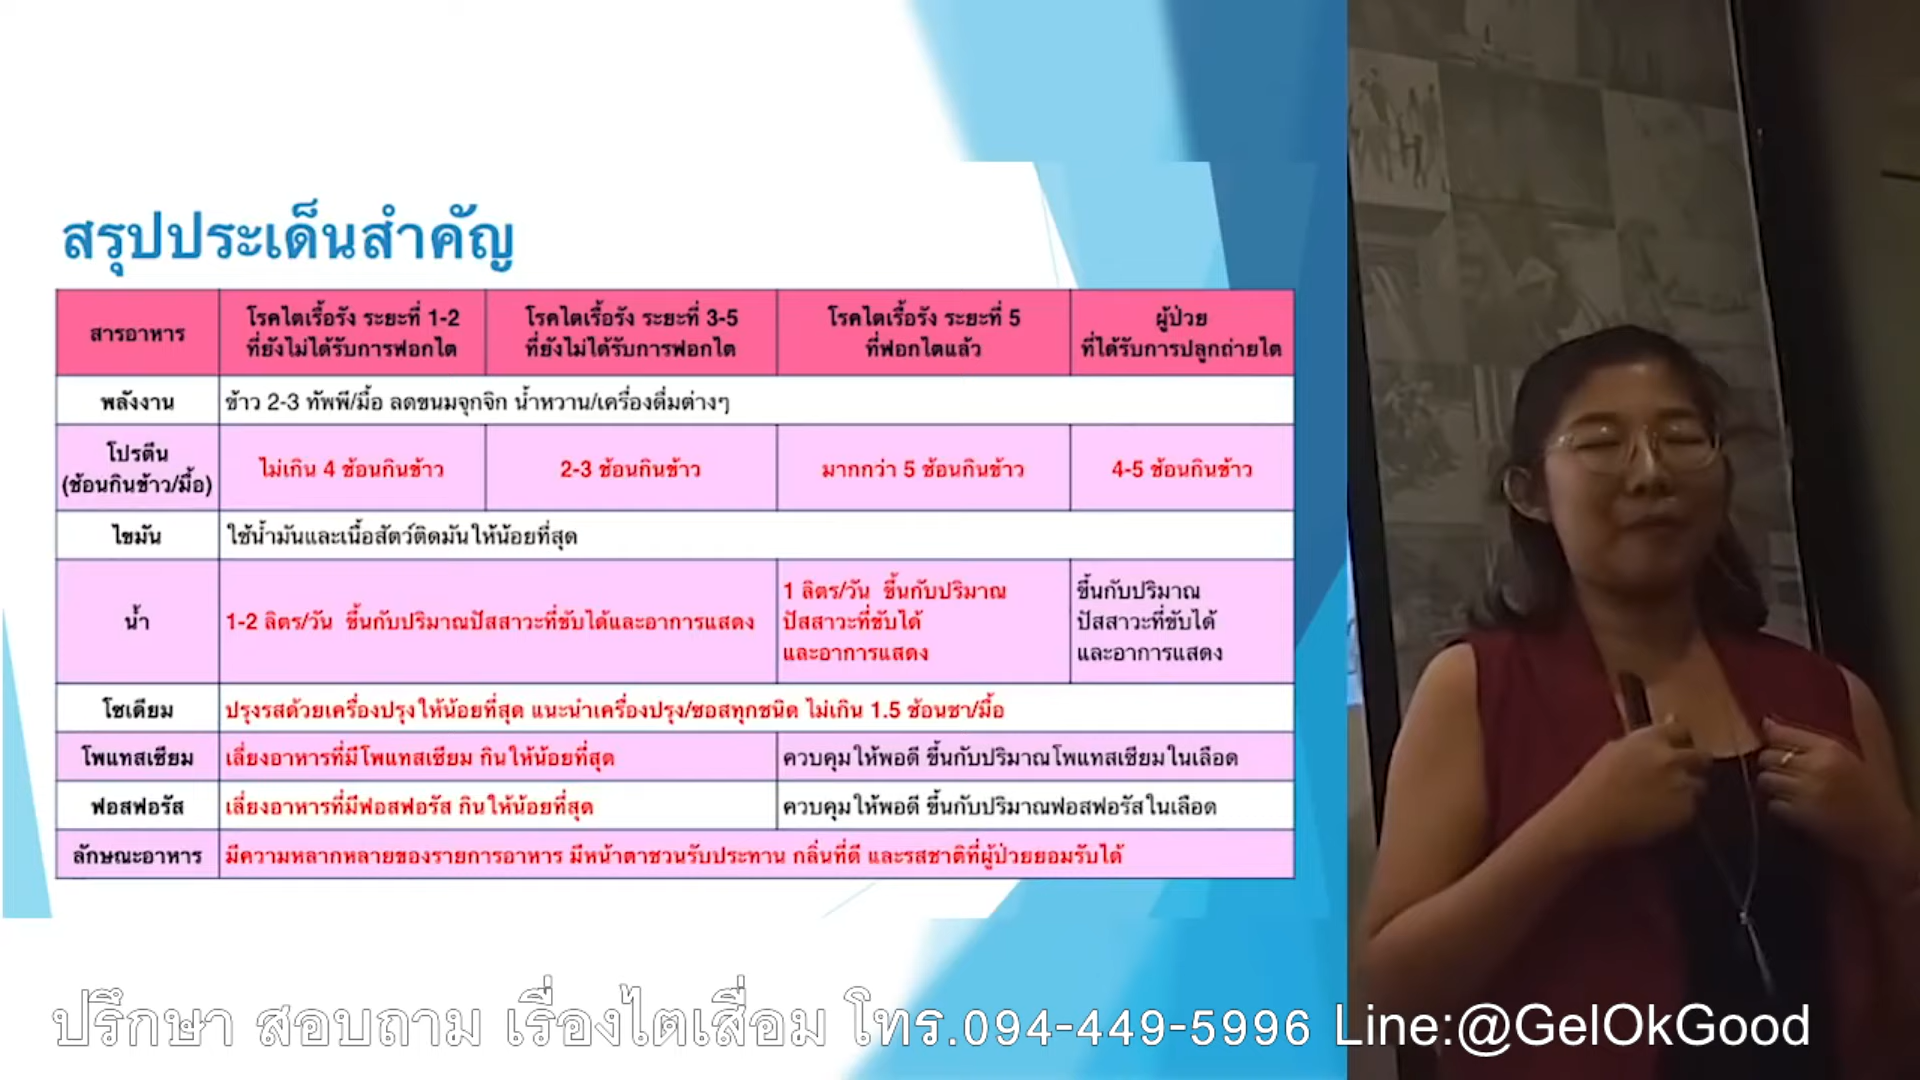 สรุปประเด็นสำคัญ
สารอาหาร
โรคไตเรื้อรัง ระยะที่ 1-2
ที่ยังไม่ได้รับการฟอกไต
โรคไตเรื้อรัง ระยะที่ 3-5
ที่ยังไม่ได้รับการฟอกไต
โรคไตเรื้อรัง ระยะที่ 5
ที่ฟอกไตแล้ว
ผู้ป่วย
ที่ได้รับการปลูกถ่ายไต
พลังงาน
ข้าว 2-3 ทัพพี/มื้อ ลดขนมจุกจิก น้ำหวาน/เครื่องดื่มต่างๆ
โปรตีน
(ช้อนกินข้าว/มื้อ)
ไม่เกิน 4 ช้อนกินข้าว
2-3 ช้อนกินข้าว
มากกว่า 5 ช้อนกินข้าว
4-5 ช้อนกินข้าว
ไขมัน
ใช้น้ำมันและเนื้อสัตว์ติดมันให้น้อยที่สุด
น้ำ
1-2 ลิตร/วัน ขึ้นกับปริมาณปัสสาวะที่ขับได้และอาการแสดง
1 ลิตร/วัน ขึ้นกับปริมาณ
ปัสสาวะที่ขับได้
และอาการแสดง
ขึ้นกับปริมาณ
ปัสสาวะที่ขับได้
และอาการแสดง
โซเดียม
ปรุงรสด้วยเครื่องปรุงให้น้อยที่สุด แนะนำเครื่องปรุง/ซอสทุกชนิด ไม่เกิน 1.5 ช้อนชา/มื้อ
โพแทสเซียม
เลี่ยงอาหารที่มีโพแทสเซียม กินให้น้อยที่สุด
ควบคุมให้พอดี ขึ้นกับปริมาณโพแทสเซียมในเลือด
ฟอสฟอรัส
เลี่ยงอาหารที่มีฟอสฟอรัส กินให้น้อยที่สุด
ควบคุมให้พอดี ขึ้นกับปริมาณฟอสฟอรัสในเลือด
ลักษณะอาหาร
มีความหลากหลายของรายการอาหาร มีหน้าตาชวนรับประทาน กลิ่นที่ดี และรสชาติที่ผู้ป่วยยอมรับได้
ปรึกษา สอบถาม เรื่องไตเสื่อม โทร.094-449-5996 Line:@GelOkGood